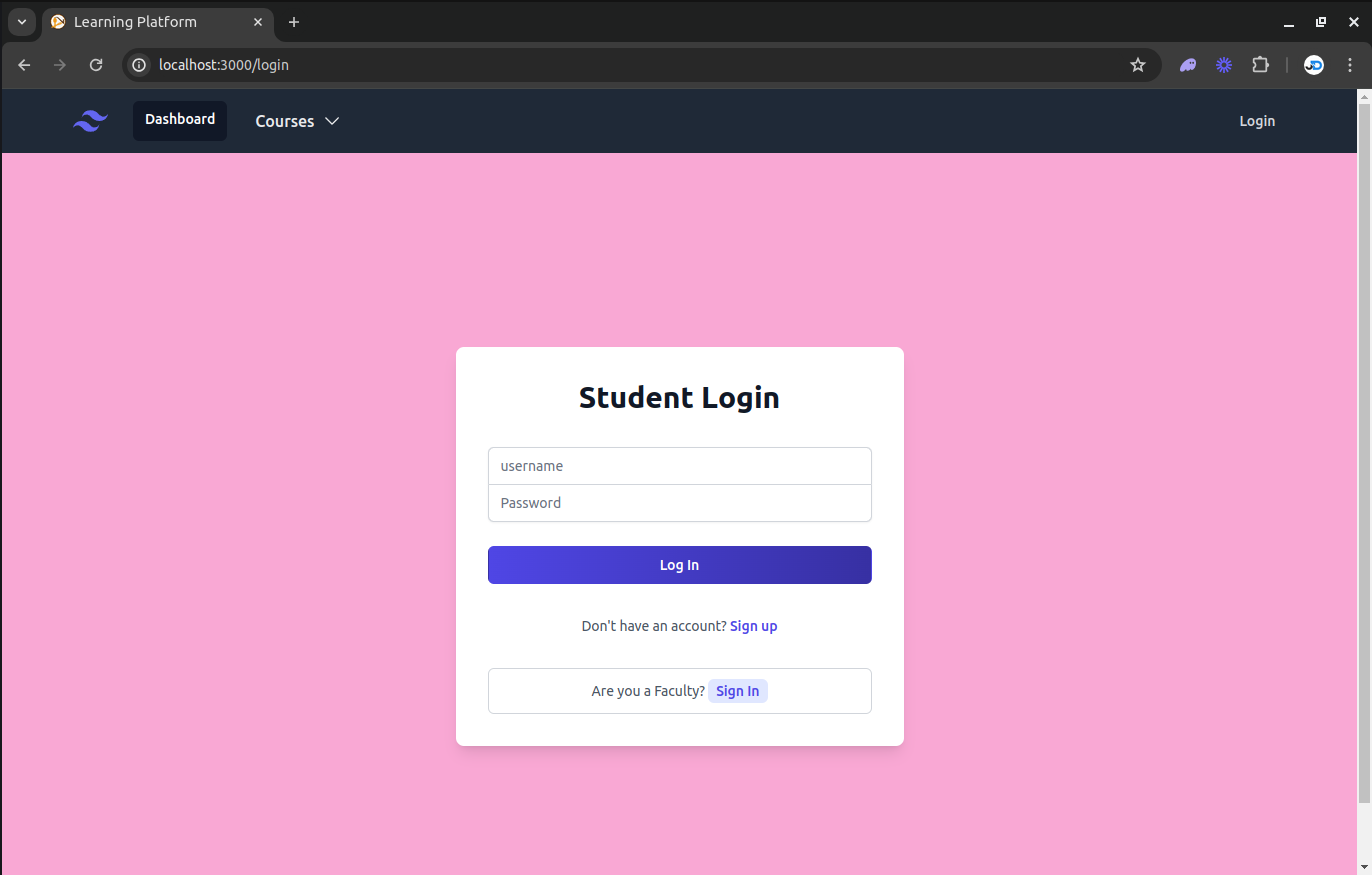 Learning Platform
localhost:3000/login
Dashboard
Courses
Login
Student Login
username
Password
Log In
Don't have an account? Sign up
Are you a Faculty? Sign In